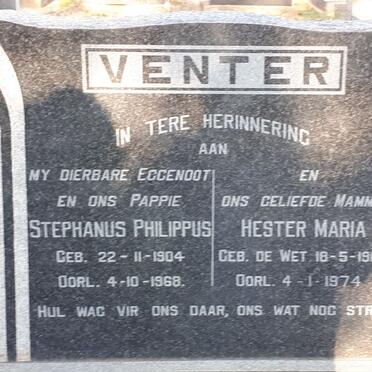 VENTER
IN TERE HERINNERING
AAN
MY DIERBARE EGGENOOT
EN ONS PAPPIE
STEPHANUS PHILIPPUS
GEB. 22-11-1904
OORL. 4-10-1968.
EN
ONS GELIEFDE
HESTER MARIA
GEB. DE WET 16-5-
OORL. 4-1-1974
HUL WAG VIR ONS DAAR, ONS WAT NOG